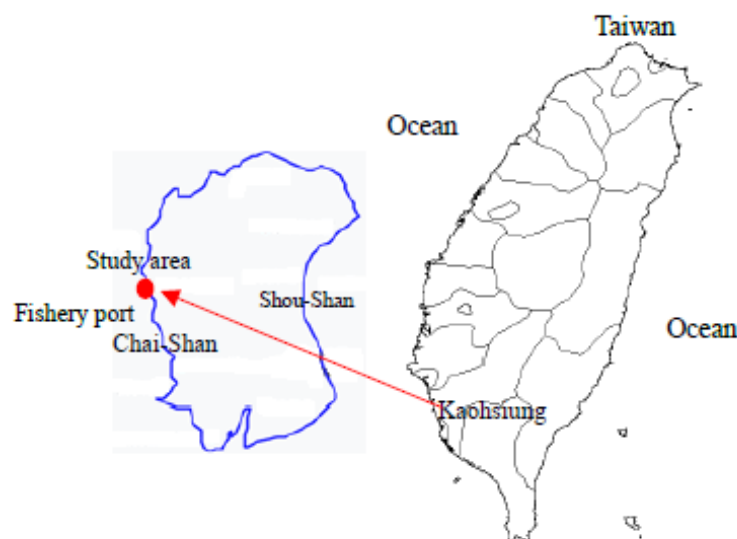 Taiwan
Ocean
Study area
Shou-Shan
Fishery port
Chai-Shan
Ocean
Kaohsiung